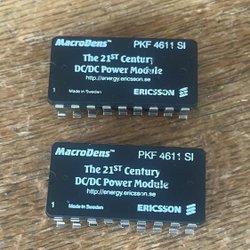 MacroDens™ PKF 4611 SI
The 21ST Century
DC/DC Power Module
http://energy.ericsson.se
Made in Sweden
1 ERICSSON
MacroDens™ PKF 4611 SI
The 21ST Century
DC/DC Power Module
http://energy.ericsson.se
Made in Sweden
1 ERICSSON